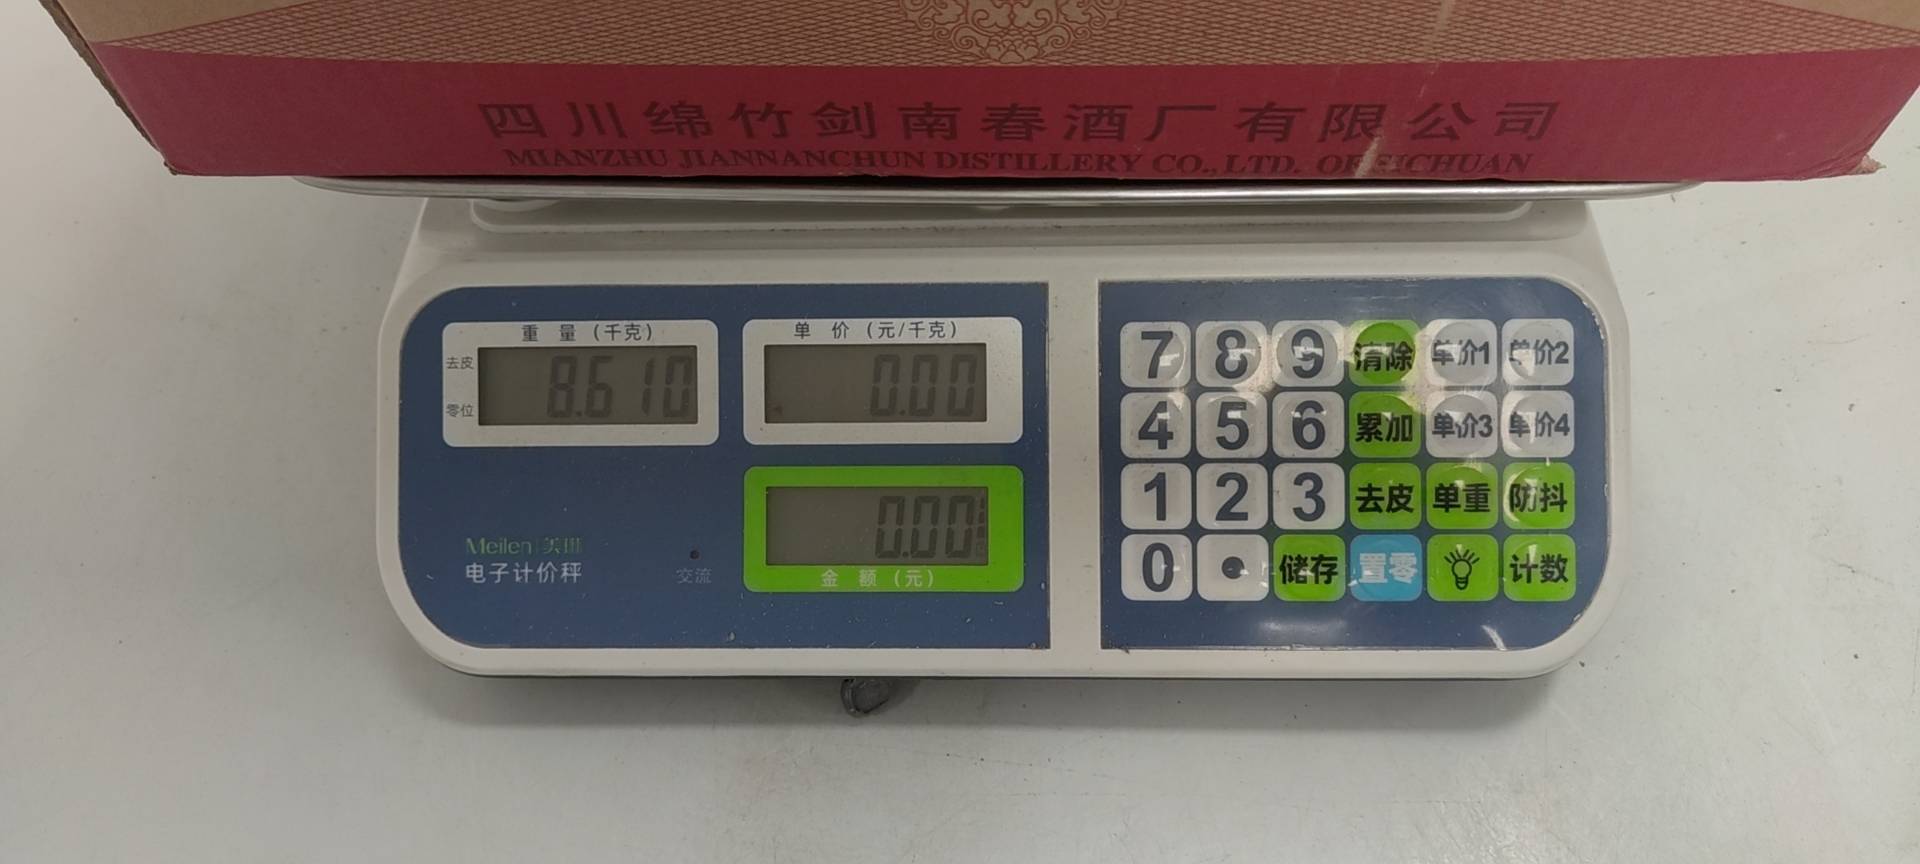 四川绵竹剑南春酒厂有限公司
MIANZHU JIANNANCHUN DISTILLERY CO.,LTD. OF SICHUAN
重 量 (千克)
单 价 (元/千克)
去皮
零位
8.610
0.00
0.00
金 额 (元)
Meilen 美琳
电子计价秤
交流
7 8 9 清除 单价1 单价2
4 5 6 累加 单价3 单价4
1 2 3 去皮 单重 防抖
0 . 储存 置零 计数